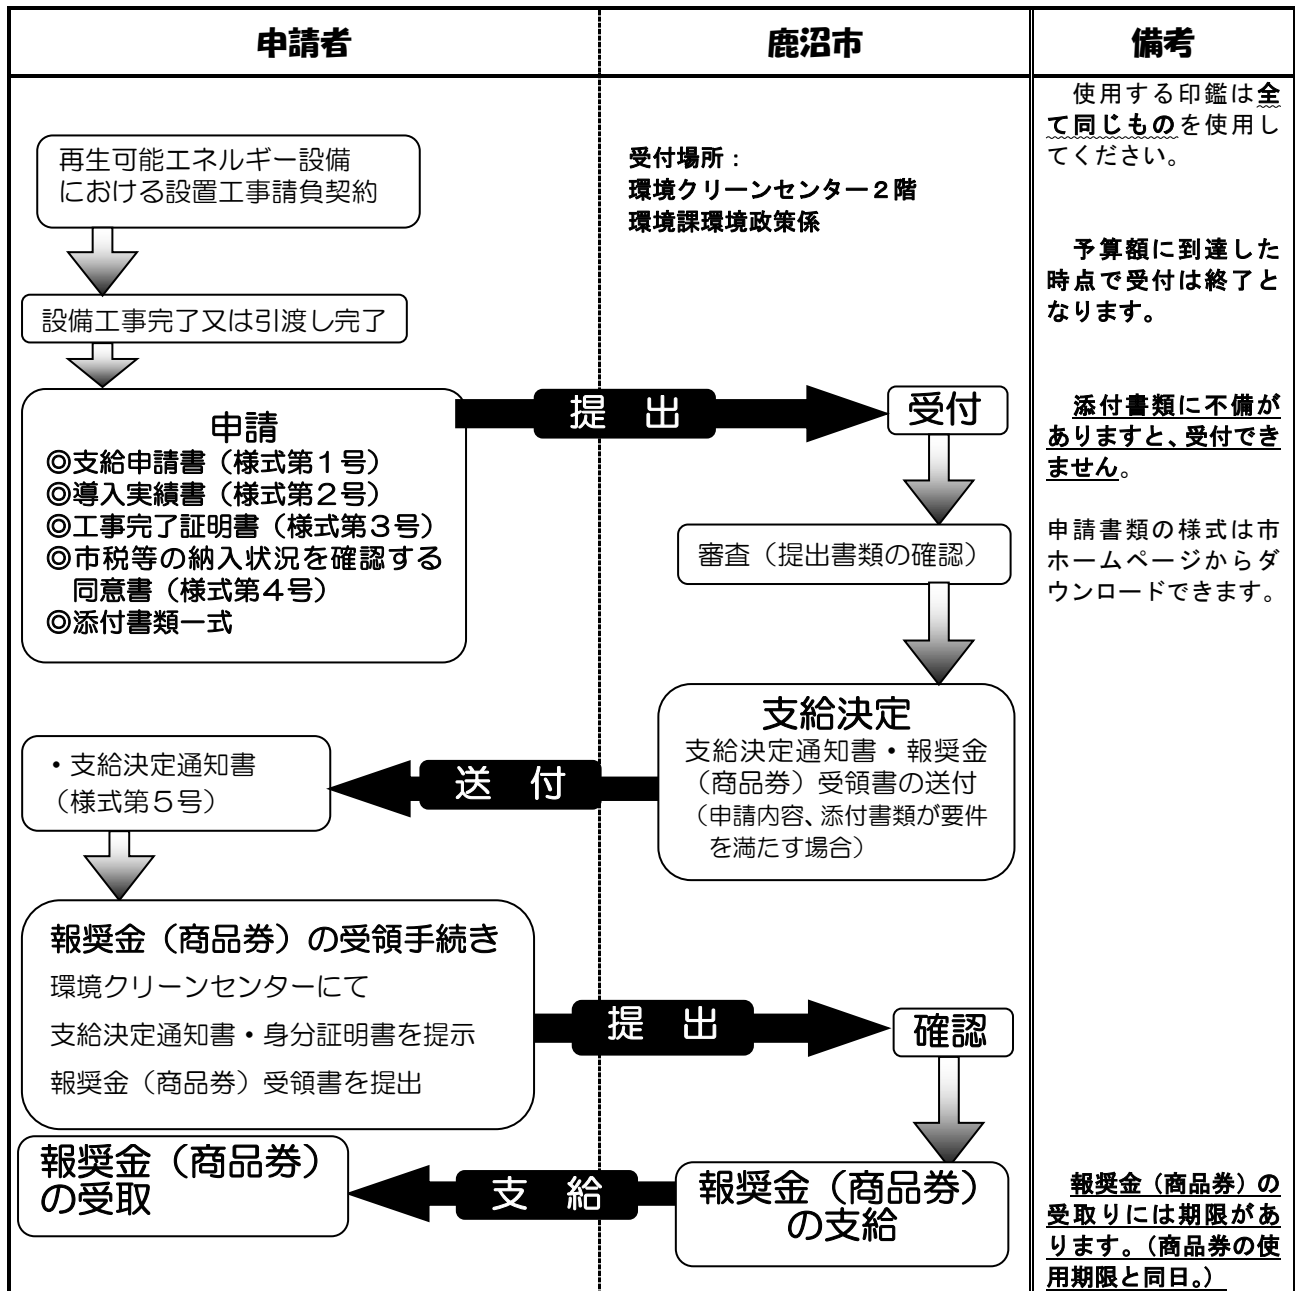 申請者
鹿沼市
備考
使用する印鑑は全
て同じものを使用し
てください。
再生可能エネルギー設備
における設置工事請負契約
受付場所：
環境クリーンセンター２階
環境課環境政策係
予算額に到達した
時点で受付は終了と
なります。
設備工事完了又は引渡し完了
申請
◎支給申請書（様式第１号）
◎導入実績書（様式第２号）
◎工事完了証明書（様式第３号）
◎市税等の納入状況を確認する
同意書（様式第４号）
◎添付書類一式
提　出
受付
添付書類に不備が
ありますと、受付でき
ません。
審査（提出書類の確認）
申請書類の様式は市
ホームページからダ
ウンロードできます。
支給決定
支給決定通知書・報奨金
（商品券）受領書の送付
（申請内容、添付書類が要件
を満たす場合）
送　付
・支給決定通知書
（様式第５号）
報奨金（商品券）の受領手続き
環境クリーンセンターにて
支給決定通知書・身分証明書を提示
報奨金（商品券）受領書を提出
提　出
確認
報奨金（商品券）
の支給
支　給
報奨金（商品券）
の受取
報奨金（商品券）の
受取りには期限があ
ります。（商品券の使
用期限と同日。）